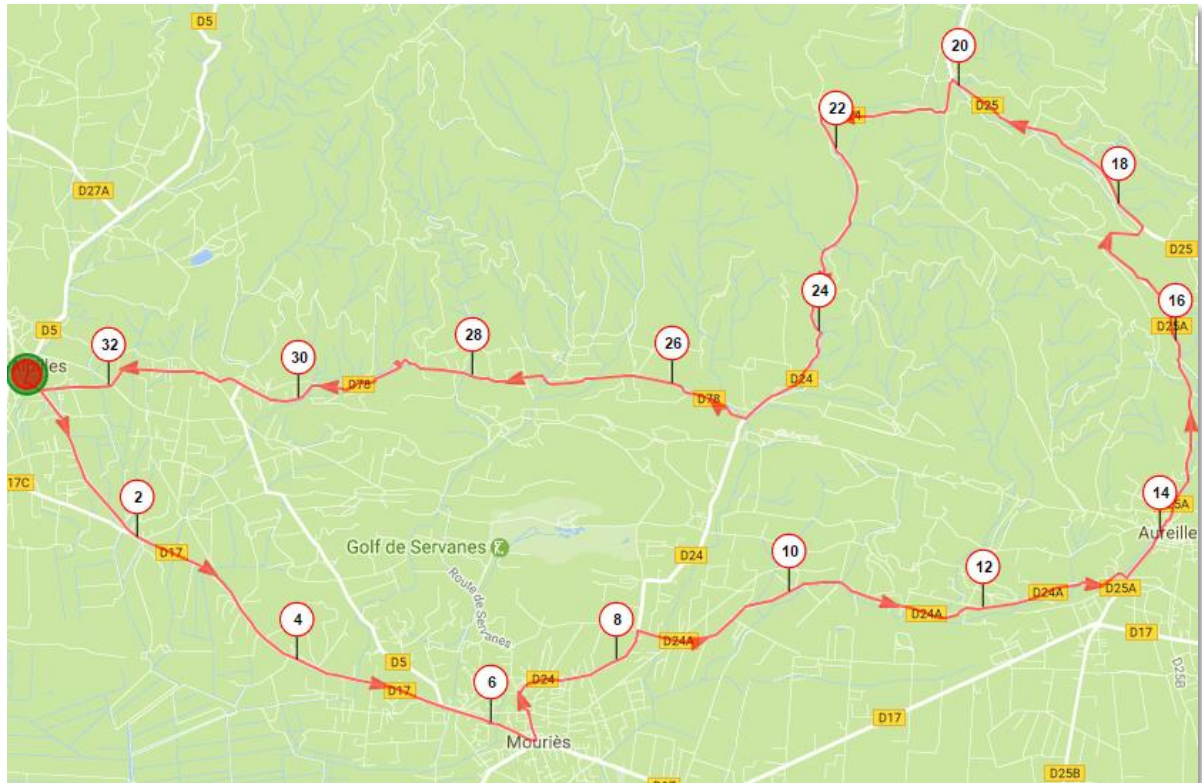 D5
20
D25
22
18
D27A
D25
24
16
D25A
D5
32
28
26
30
D24
D78
D78
17C
2
14
Aureille
D17
Golf de Servanes
D24
10
12
Route de
Servanes
D24A
D25A
4
8
D24A
D24A
D17
D5
6
D24
D25B
D17
Mouriès
D17
D25B